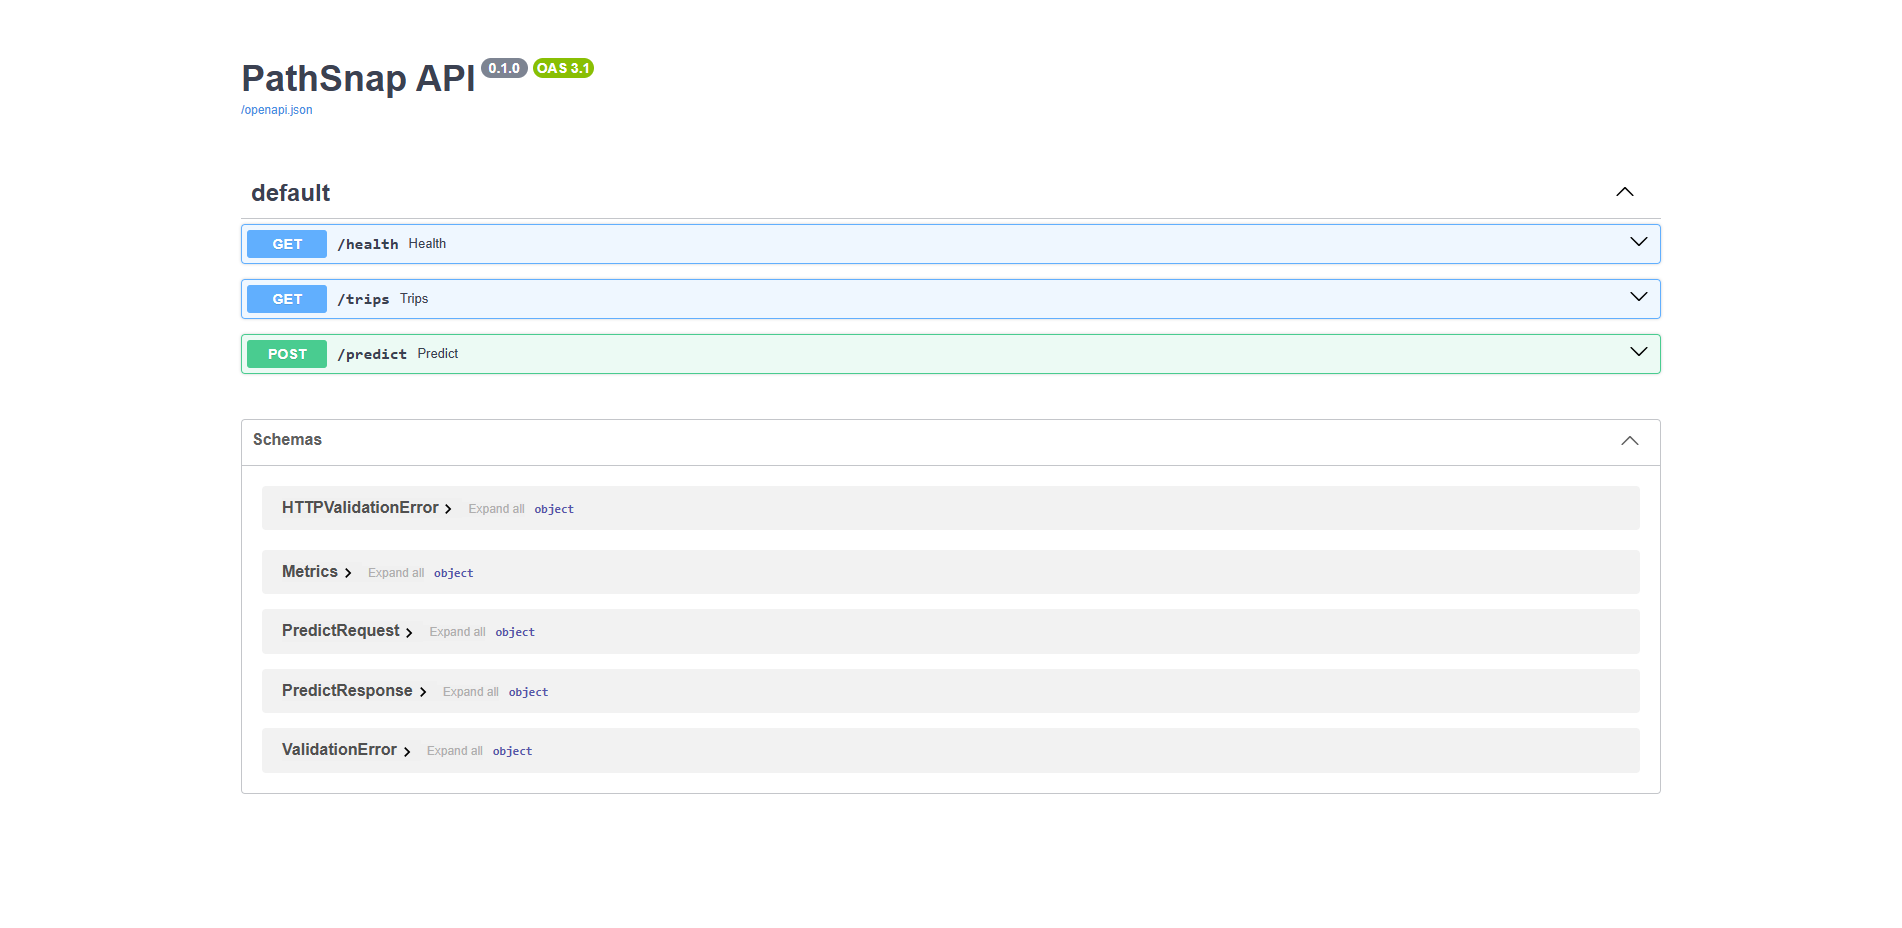 PathSnap API 0.1.0 OAS 3.1
/openapi.json
default
GET /health Health
GET /trips Trips
POST /predict Predict
Schemas
HTTPValidationError Expand all object
Metrics Expand all object
PredictRequest Expand all object
PredictResponse Expand all object
ValidationError Expand all object